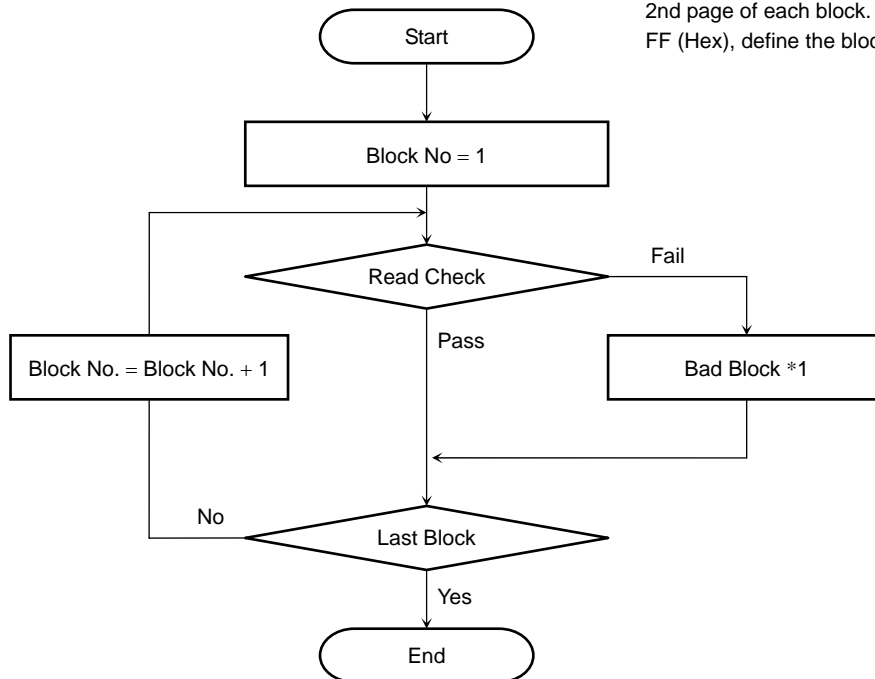 2nd page of each block.
FF (Hex), define the bloc
Start
Block No = 1
Read Check
Fail
Pass
Block No. = Block No. + 1
Bad Block *1
No
Last Block
Yes
End